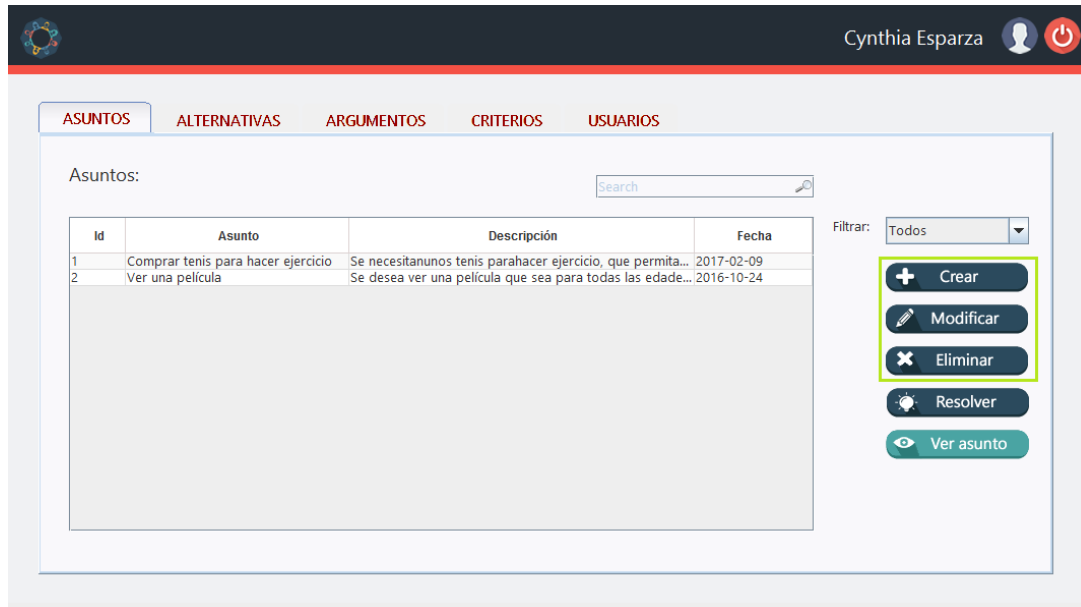 Cynthia Esparza
ASUNTOS ALTERNATIVAS ARGUMENTOS CRITERIOS USUARIOS
Asuntos:
Search
Filtrar: Todos
Id Asunto Descripción Fecha
1 Comprar tenis para hacer ejercicio Se necesitanunos tenis parahacer ejercicio, que permita... 2017-02-09
2 Ver una película Se desea ver una película que sea para todas las edade... 2016-10-24
Crear
Modificar
Eliminar
Resolver
Ver asunto